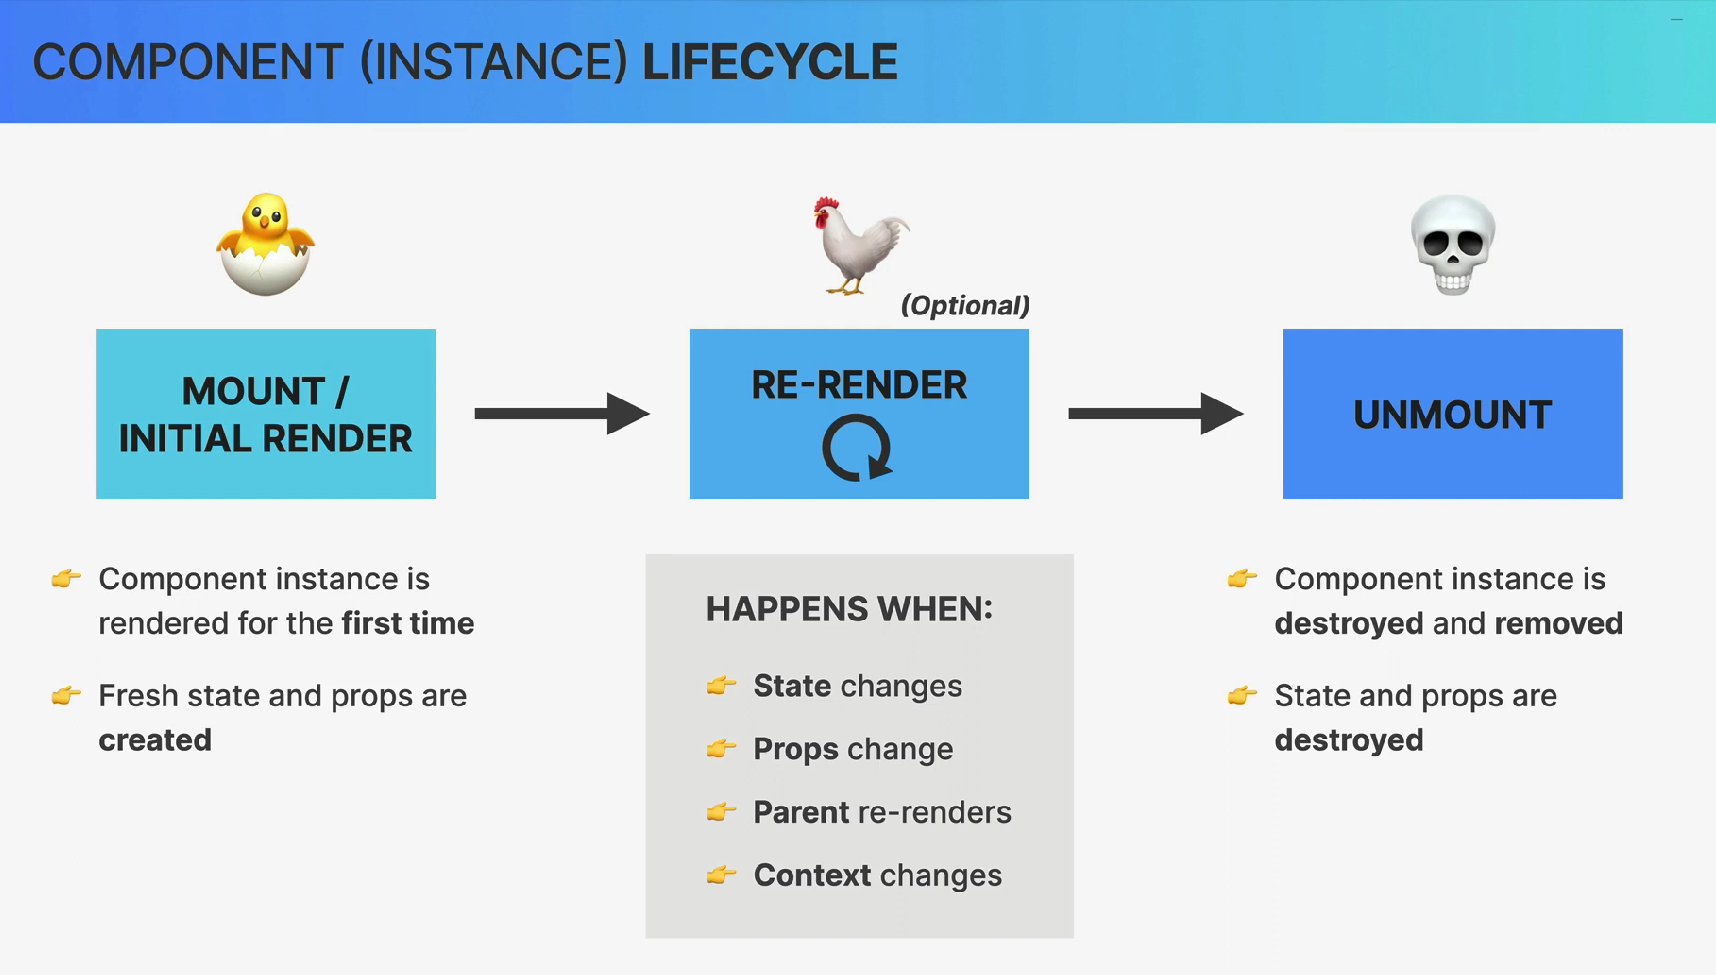 COMPONENT (INSTANCE) LIFECYCLE
(Optional)
MOUNT /
INITIAL RENDER
RE-RENDER
UNMOUNT
Component instance is
rendered for the first time
Fresh state and props are
created
HAPPENS WHEN:
State changes
Props change
Parent re-renders
Context changes
Component instance is
destroyed and removed
State and props are
destroyed